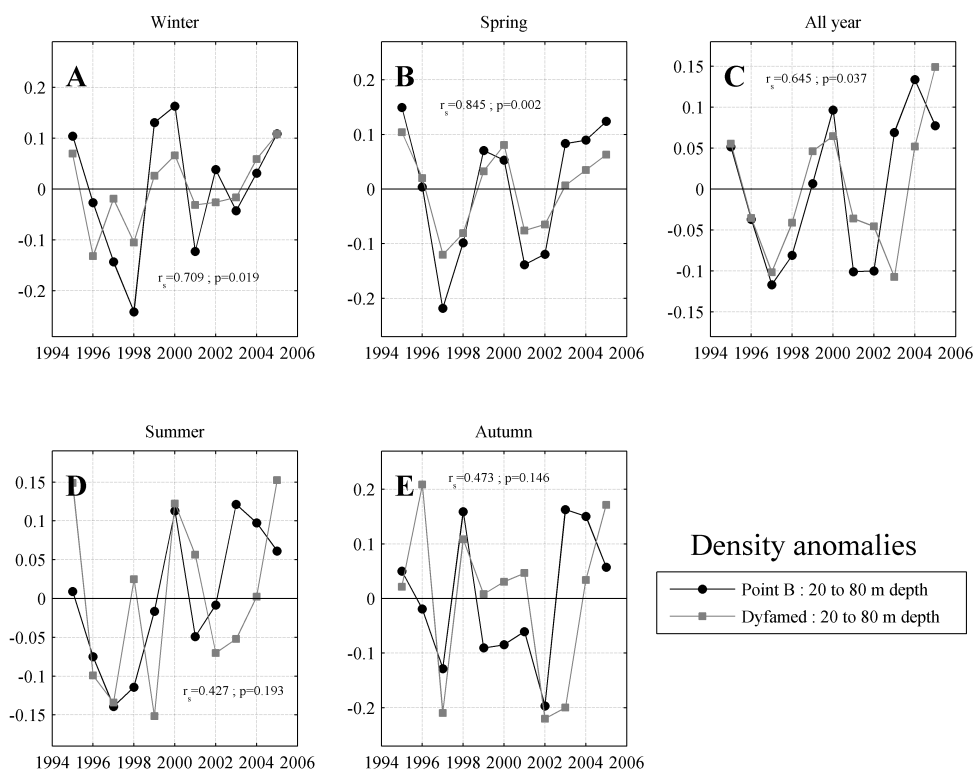 Winter
A
0.2
0.1
0
-0.1
-0.2
r_s=0.709 ; p=0.019
1994 1996 1998 2000 2002 2004 2006
Spring
B
0.2
0.1
0
-0.1
-0.2
r_s=0.845 ; p=0.002
1994 1996 1998 2000 2002 2004 2006
All year
C
0.15
0.1
0.05
0
-0.05
-0.1
-0.15
r_s=0.645 ; p=0.037
1994 1996 1998 2000 2002 2004 2006
Summer
D
0.15
0.1
0.05
0
-0.05
-0.1
-0.15
r_s=0.427 ; p=0.193
1994 1996 1998 2000 2002 2004 2006
Autumn
E
0.2
0.1
0
-0.1
-0.2
r_s=0.473 ; p=0.146
1994 1996 1998 2000 2002 2004 2006
Density anomalies
Point B : 20 to 80 m depth
Dyfamed : 20 to 80 m depth